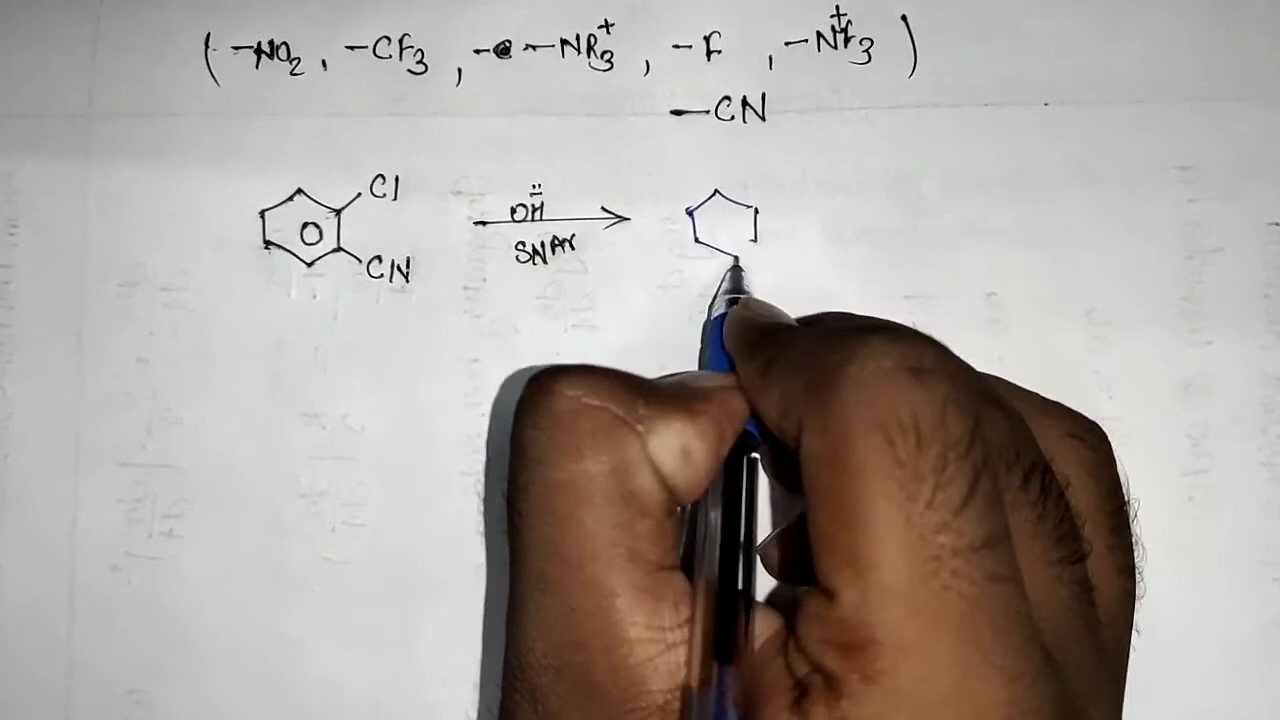 (-NO2, -CF3, -NR3+, -F, -NF3+)
-CN
Cl
OH
SNAr
CN